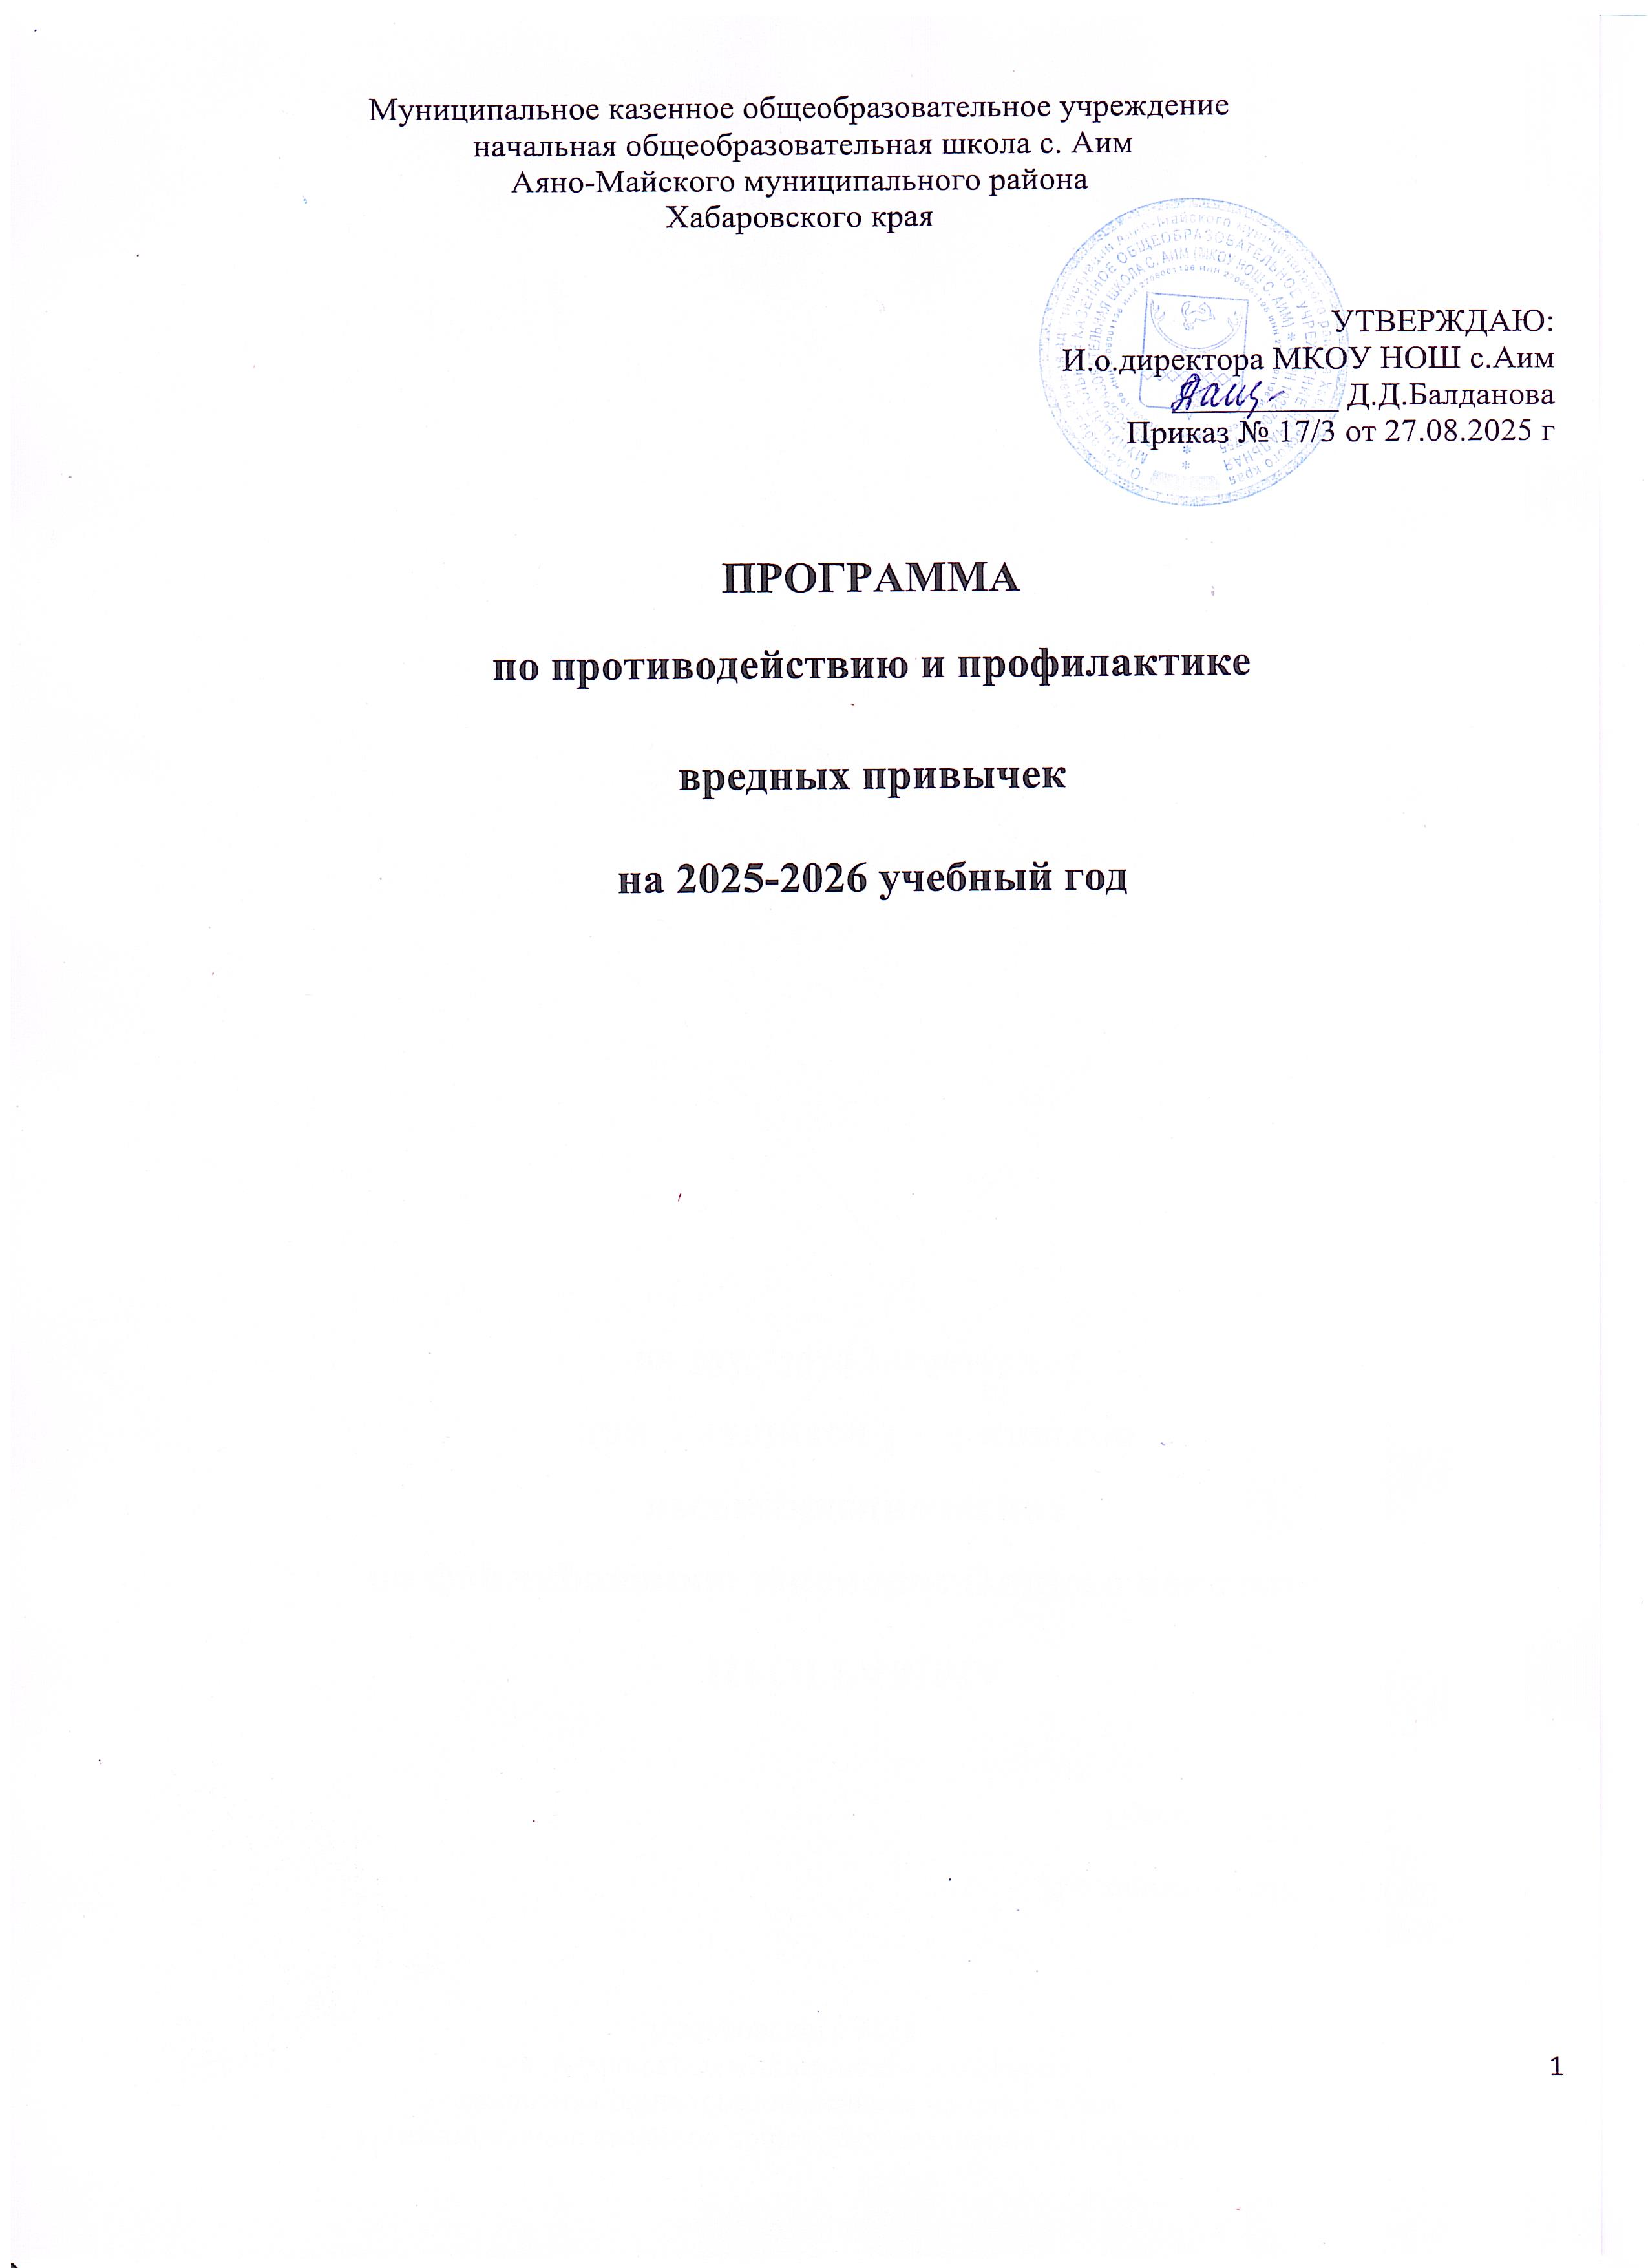 Муниципальное казенное общеобразовательное учреждение
начальная общеобразовательная школа с. Аим
Аяно-Майского муниципального района
Хабаровского края
УТВЕРЖДАЮ:
И.о.директора МКОУ НОШ с.Аим
Д.Д.Балданова
Приказ № 17/3 от 27.08.2025 г
ПРОГРАММА
по противодействию и профилактике
вредных привычек
на 2025-2026 учебный год
1